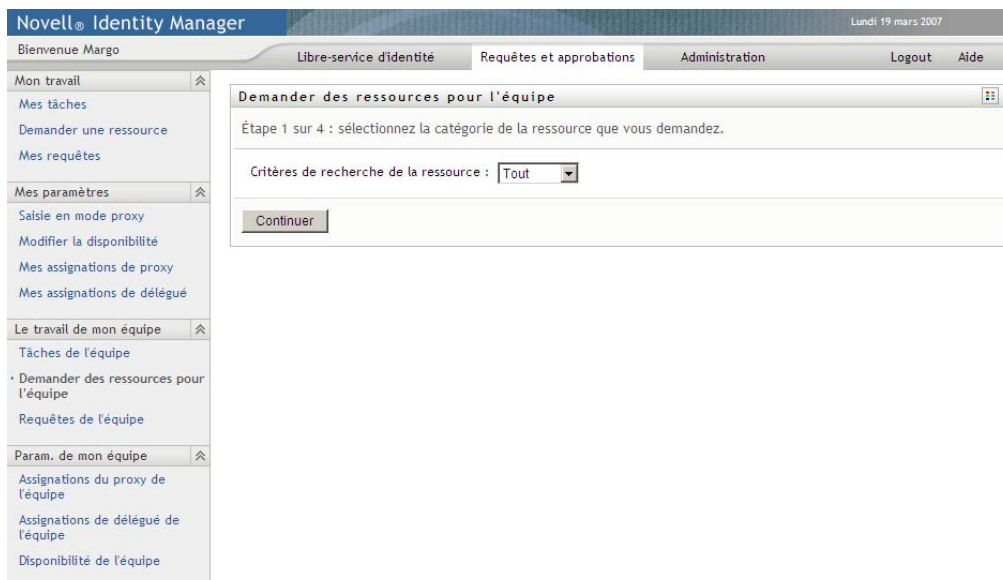 Novell® Identity Manager
Lundi 19 mars 2007
Bienvenue Margo
Libre-service d'identité
Requêtes et approbations
Administration
Logout
Aide
Mon travail
Mes tâches
Demander une ressource
Mes requêtes
Mes paramètres
Saisie en mode proxy
Modifier la disponibilité
Mes assignations de proxy
Mes assignations de délégué
Le travail de mon équipe
Tâches de l'équipe
Demander des ressources pour
l'équipe
Requêtes de l'équipe
Param. de mon équipe
Assignations du proxy de
l'équipe
Assignations de délégué de
l'équipe
Disponibilité de l'équipe
Demander des ressources pour l'équipe
Étape 1 sur 4 : sélectionnez la catégorie de la ressource que vous demandez.
Critères de recherche de la ressource : Tout
Continuer